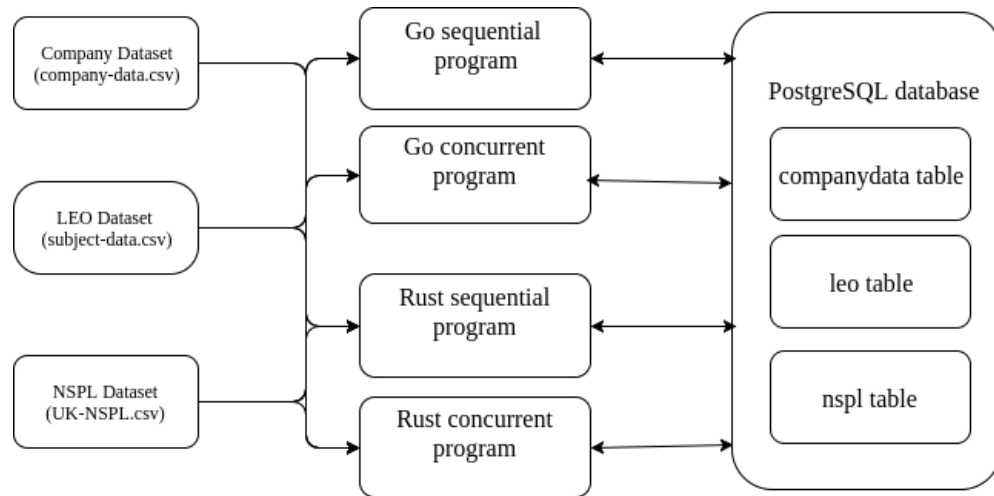 Company Dataset
(company-data.csv)
LEO Dataset
(subject-data.csv)
NSPL Dataset
(UK-NSPL.csv)
Go sequential
program
Go concurrent
program
Rust sequential
program
Rust concurrent
program
PostgreSQL database
companydata table
leo table
nspl table